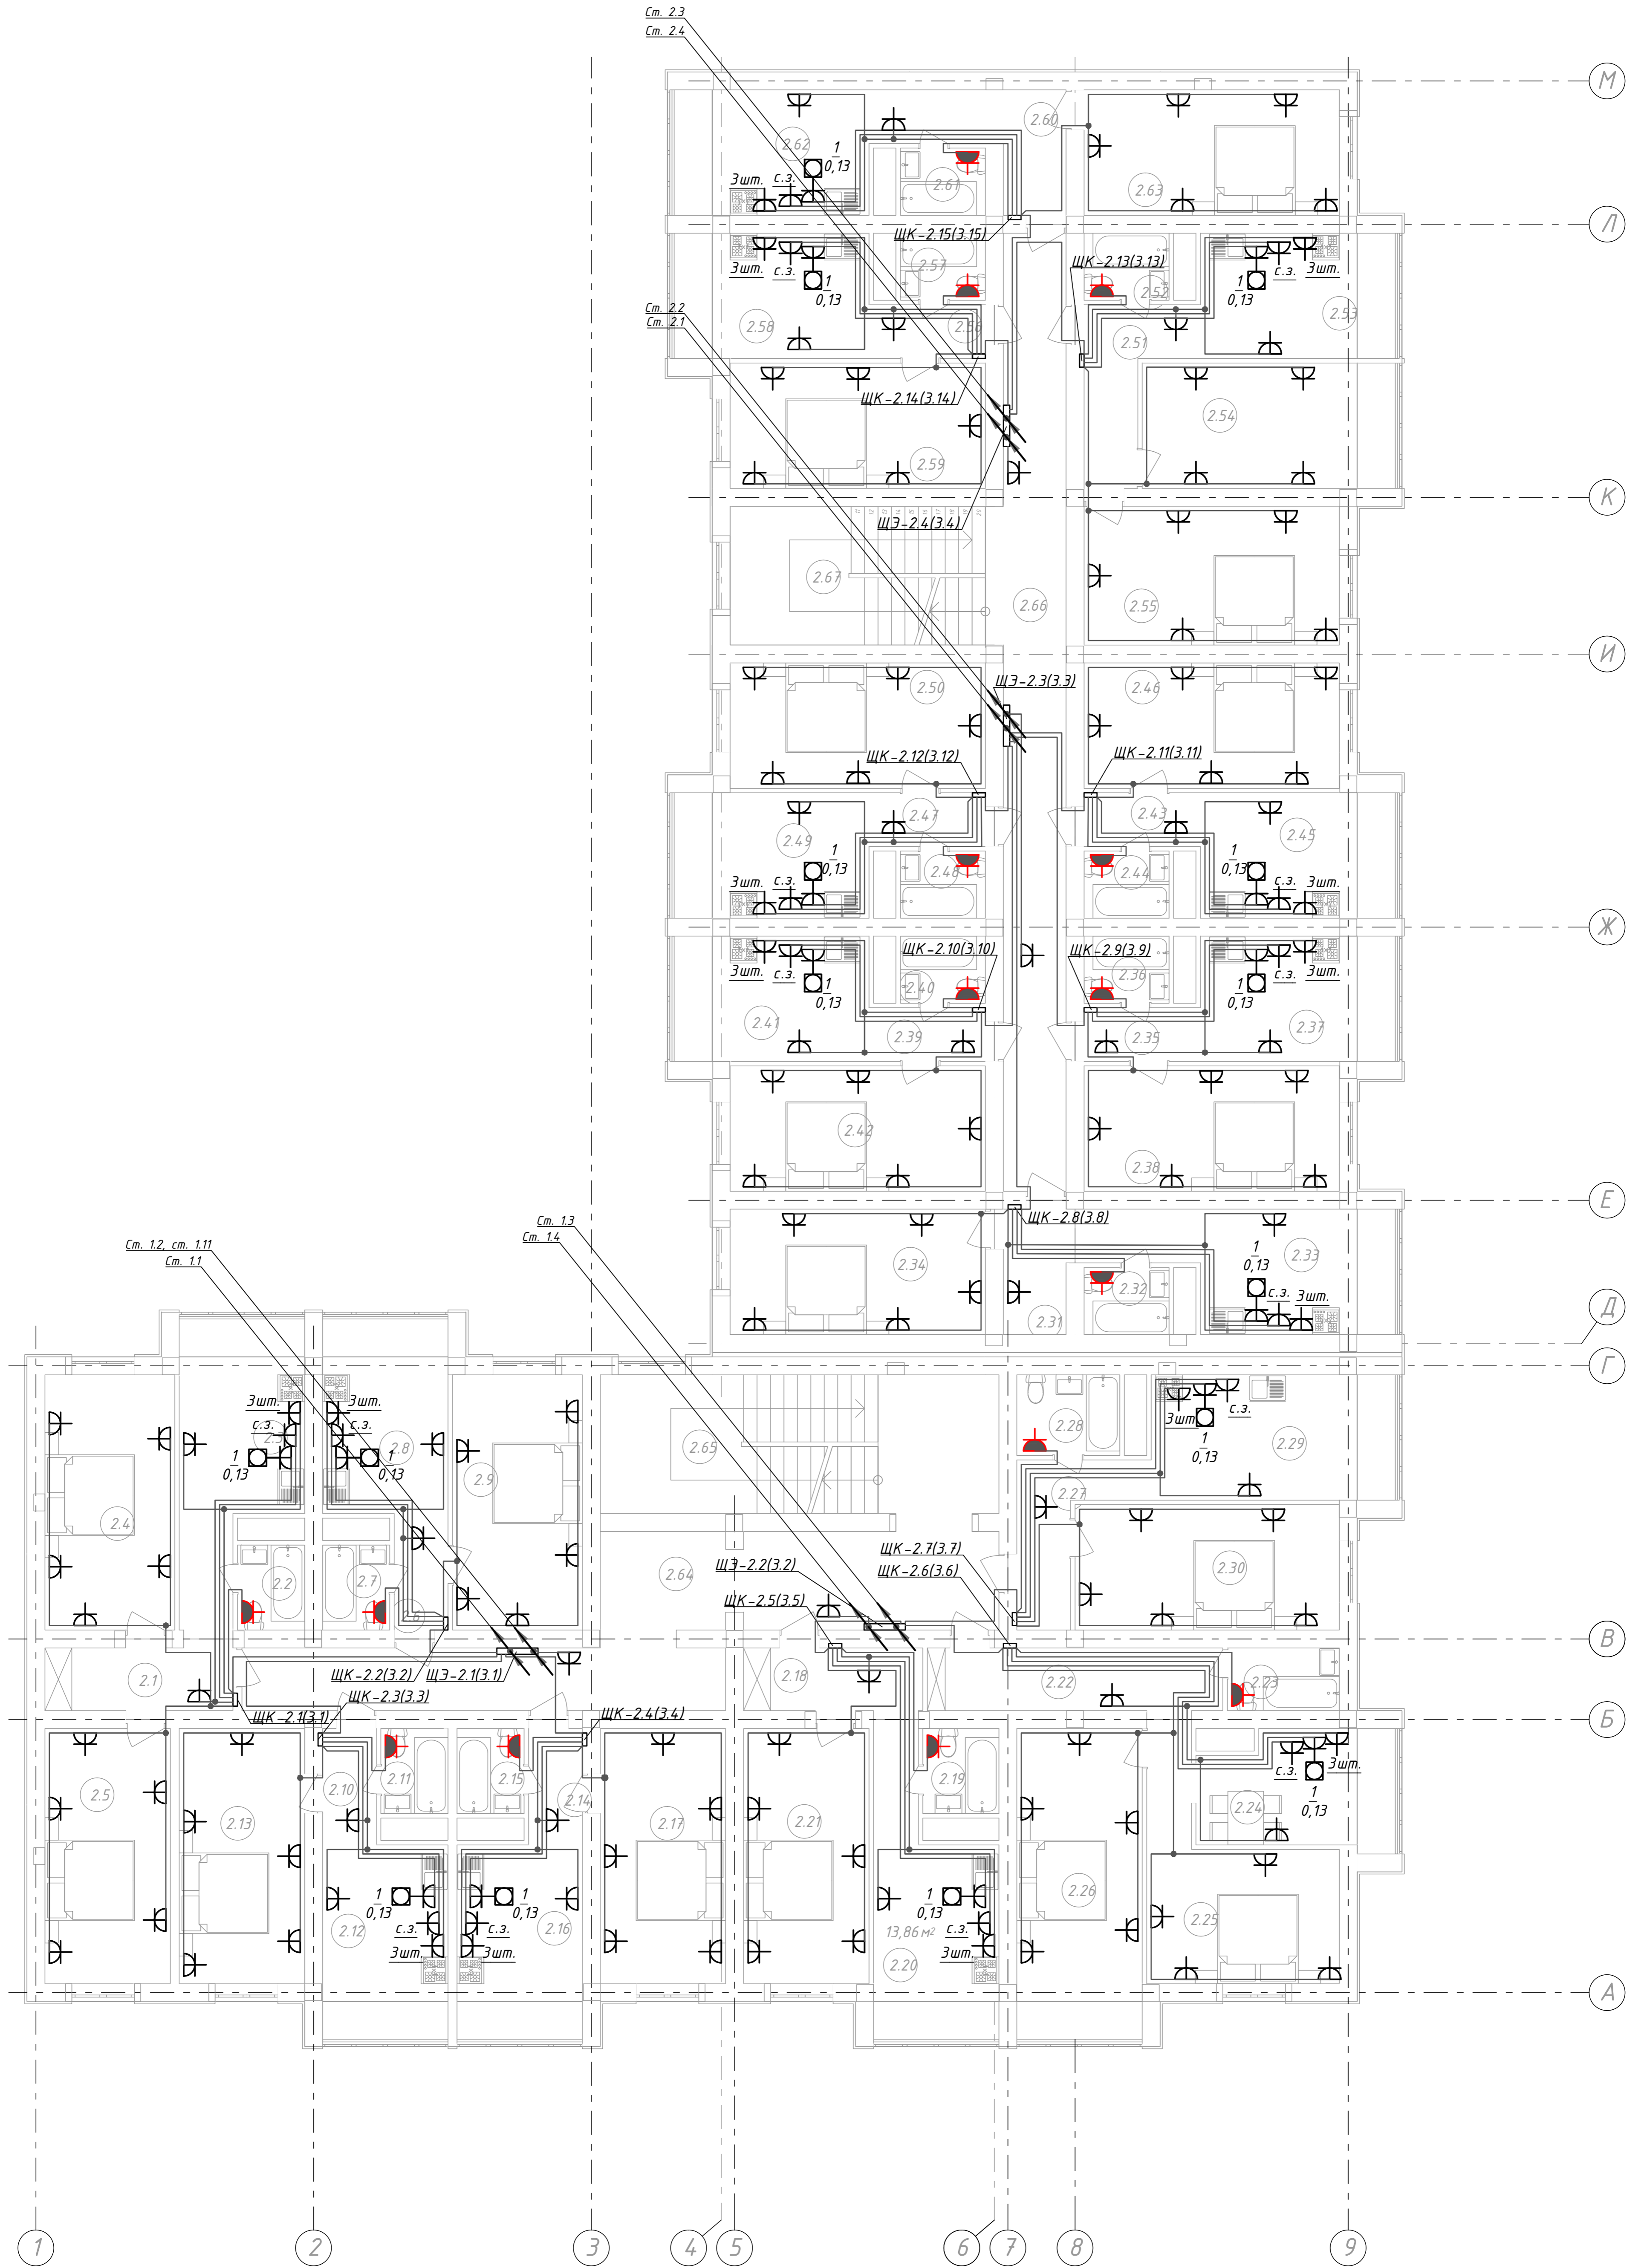 Ст. 2.3
Ст. 2.4
М
2.60
2.62
1
0,13
3шт.
с.з.
2.61
2.63
Л
ЩК-2.15(3.15)
ЩК-2.13(3.13)
2.57
2.52
3шт.
с.з.
1
0,13
1
0,13
с.з.
3шт.
Ст. 2.2
Ст. 2.1
2.58
2.56
2.51
2.53
ЩК-2.14(3.14)
2.54
2.59
К
ЩЭ-2.4(3.4)
11
12
13
14
15
16
17
18
19
20
2.67
2.66
2.55
И
2.50
ЩЭ-2.3(3.3)
2.46
ЩК-2.12(3.12)
ЩК-2.11(3.11)
2.47
2.43
2.49
2.45
1
0,13
1
0,13
3шт.
с.з.
2.48
2.44
с.з.
3шт.
Ж
ЩК-2.10(3.10)
ЩК-2.9(3.9)
3шт.
с.з.
1
0,13
2.40
2.36
1
0,13
с.з.
3шт.
2.41
2.39
2.35
2.37
2.42
2.38
Е
ЩК-2.8(3.8)
Ст. 1.3
Ст. 1.4
Ст. 1.2, ст. 1.11
Ст. 1.1
2.34
1
0,13
2.33
2.32
с.з.
3шт.
2.31
Д
Г
3шт.
3шт.
с.з.
с.з.
2.3
2.8
1
0,13
1
0,13
2.65
2.28
3шт.
с.з.
1
0,13
2.29
2.4
2.9
2.27
2.2
2.7
2.6
2.64
ЩЭ-2.2(3.2)
ЩК-2.5(3.5)
ЩК-2.7(3.7)
ЩК-2.6(3.6)
2.30
В
2.1
ЩК-2.2(3.2)
ЩЭ-2.1(3.1)
ЩК-2.3(3.3)
ЩК-2.1(3.1)
ЩК-2.4(3.4)
2.18
2.22
2.23
Б
2.5
2.13
2.10
2.11
2.15
2.14
2.17
2.21
2.19
с.з.
3шт.
1
0,13
2.24
2.12
1
0,13
1
0,13
2.16
с.з.
с.з.
3шт.
3шт.
1
0,13
2.26
13,86 м²
с.з.
2.20
3шт.
2.25
А
1
2
3
4
5
6
7
8
9